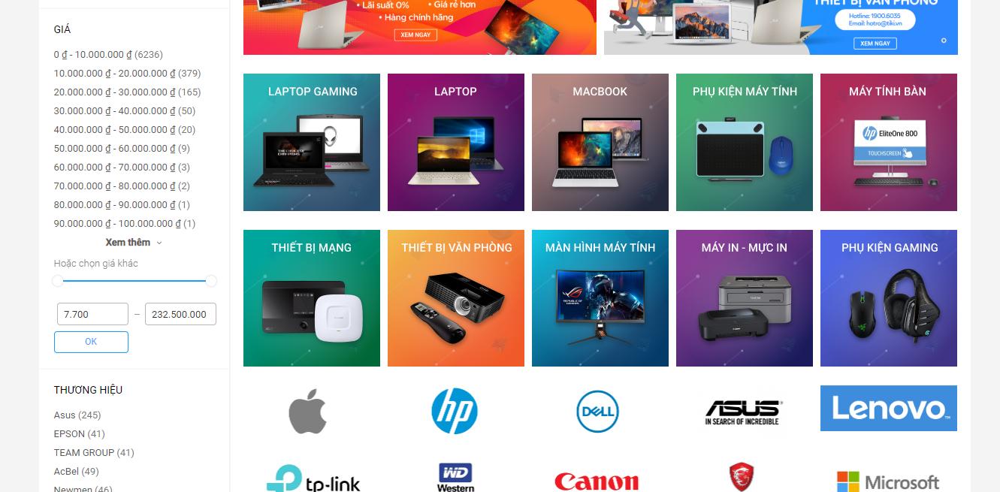 • Lãi suất 0% • Giá rẻ hơn
• Hàng chính hãng
XEM NGAY
THIẾT BỊ VĂN PHÒNG
Hotline: 1900.6035
Email: hotro@tiki.vn
XEM NGAY
GIÁ
0 ₫ - 10.000.000 ₫ (6236)
10.000.000 ₫ - 20.000.000 ₫ (379)
20.000.000 ₫ - 30.000.000 ₫ (165)
30.000.000 ₫ - 40.000.000 ₫ (50)
40.000.000 ₫ - 50.000.000 ₫ (20)
50.000.000 ₫ - 60.000.000 ₫ (9)
60.000.000 ₫ - 70.000.000 ₫ (3)
70.000.000 ₫ - 80.000.000 ₫ (2)
80.000.000 ₫ - 90.000.000 ₫ (1)
90.000.000 ₫ - 100.000.000 ₫ (1)
Xem thêm
Hoặc chọn giá khác
7.700 – 232.500.000
OK
THƯƠNG HIỆU
Asus (245)
EPSON (41)
TEAM GROUP (41)
AcBel (49)
Newmen (46)
LAPTOP GAMING
LAPTOP
MACBOOK
PHỤ KIỆN MÁY TÍNH
MÁY TÍNH BÀN
hp EliteOne 800
TOUCHSCREEN
THIẾT BỊ MẠNG
THIẾT BỊ VĂN PHÒNG
MÀN HÌNH MÁY TÍNH
REPUBLIC OF
GAMERS
MÁY IN - MỰC IN
PHỤ KIỆN GAMING
hp
DELL
ASUS
IN SEARCH OF INCREDIBLE
Lenovo™
tp-link
WD
Western
Canon
Microsoft